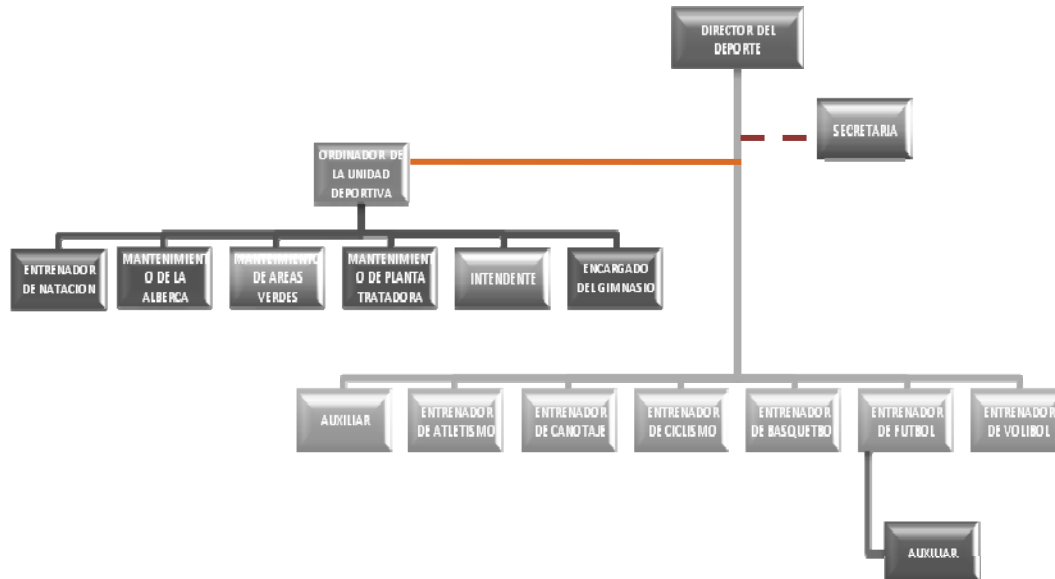 DIRECTOR DEL
DEPORTE
SECRETARIA
ORDINADOR DE
LA UNIDAD
DEPORTIVA
ENTRENADOR
DE NATACION
MANTENIMIENT
O DE LA
ALBERCA
MANTENIMIENTO
DE AREAS
VERDES
MANTENIMIENT
O DE PLANTA
TRATADORA
INTENDENTE
ENCARGADO
DEL GIMNASIO
AUXILIAR
ENTRENADOR
DE ATLETISMO
ENTRENADOR
DE CANOTAJE
ENTRENADOR
DE CICLISMO
ENTRENADOR
DE BASQUETBO
ENTRENADOR
DE FUTBOL
ENTRENADOR
DE VOLIBOL
AUXILIAR